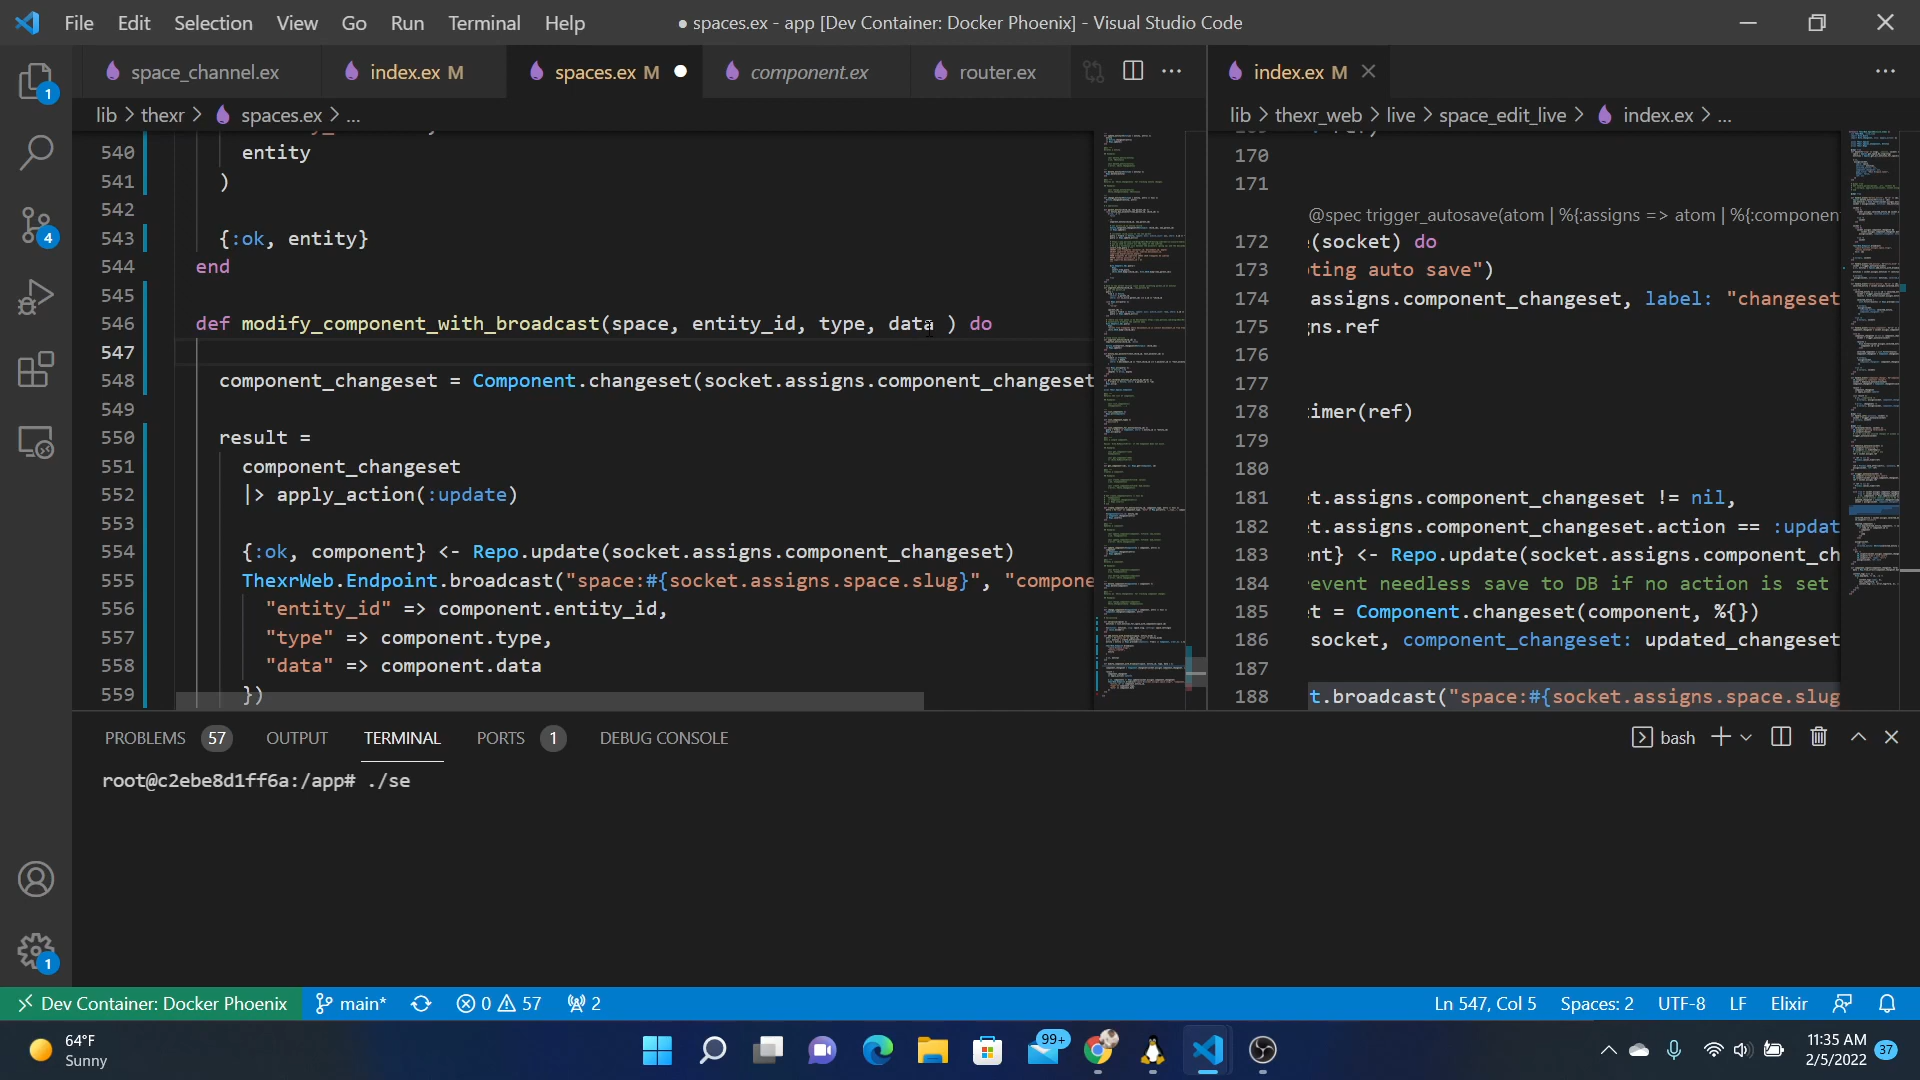 File Edit Selection View Go Run Terminal Help
● spaces.ex - app [Dev Container: Docker Phoenix] - Visual Studio Code
space_channel.ex index.ex M spaces.ex M component.ex router.ex
index.ex M
lib > thexr > spaces.ex > ...
lib > thexr_web > live > space_edit_live > index.ex > ...
540 entity
541 )
542
543 {:ok, entity}
544 end
545
546 def modify_component_with_broadcast(space, entity_id, type, data ) do
547
548 component_changeset = Component.changeset(socket.assigns.component_changeset
549
550 result =
551 component_changeset
552 |> apply_action(:update)
553
554 {:ok, component} <- Repo.update(socket.assigns.component_changeset)
555 ThexrWeb.Endpoint.broadcast("space:#{socket.assigns.space.slug}", "compone
556 "entity_id" => component.entity_id,
557 "type" => component.type,
558 "data" => component.data
559 })
170
171
@spec trigger_autosave(atom | %{:assigns => atom | %{:component
172 (socket) do
173 ting auto save")
174 assigns.component_changeset, label: "changeset
175 ns.ref
176
177
178 timer(ref)
179
180
181 t.assigns.component_changeset != nil,
182 t.assigns.component_changeset.action == :updat
183 ent} <- Repo.update(socket.assigns.component_ch
184 event needless save to DB if no action is set
185 t = Component.changeset(component, %{})
186 socket, component_changeset: updated_changeset
187
188 t.broadcast("space:#{socket.assigns.space.slug
PROBLEMS 57 OUTPUT TERMINAL PORTS 1 DEBUG CONSOLE
bash
root@c2ebe8d1ff6a:/app# ./se
1
4
1
Dev Container: Docker Phoenix main* 0 57 2
Ln 547, Col 5 Spaces: 2 UTF-8 LF Elixir
64°F
Sunny
99+
11:35 AM
2/5/2022
37